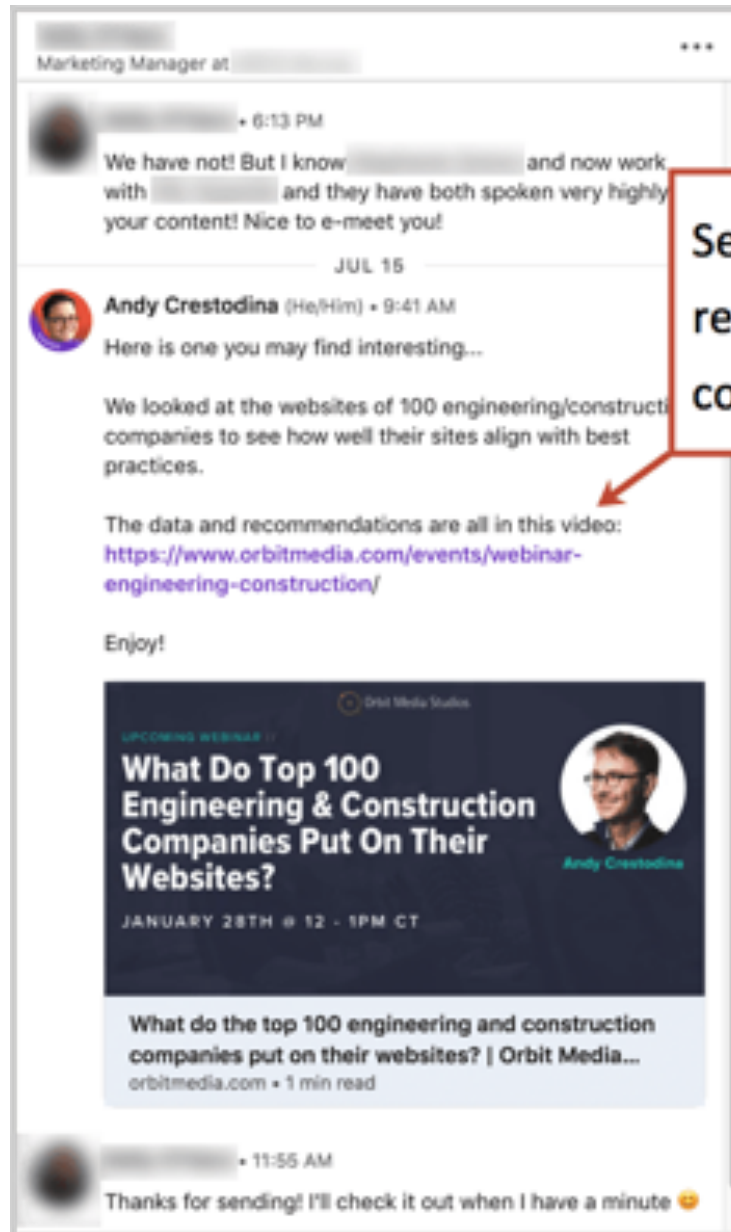 Marketing Manager at
• 6:13 PM
We have not! But I know and now work
with and they have both spoken very highly
your content! Nice to e-meet you!
JUL 15
Andy Crestodina (He/Him) • 9:41 AM
Here is one you may find interesting...
We looked at the websites of 100 engineering/constructi
companies to see how well their sites align with best
practices.
The data and recommendations are all in this video:
https://www.orbitmedia.com/events/webinar-
engineering-construction/
Enjoy!
Orbit Media Studios
UPCOMING WEBINAR //
What Do Top 100
Engineering & Construction
Companies Put On Their
Websites?
Andy Crestodina
JANUARY 28TH @ 12 - 1PM CT
What do the top 100 engineering and construction
companies put on their websites? | Orbit Media...
orbitmedia.com • 1 min read
• 11:55 AM
Thanks for sending! I'll check it out when I have a minute 😊
Se
re
co